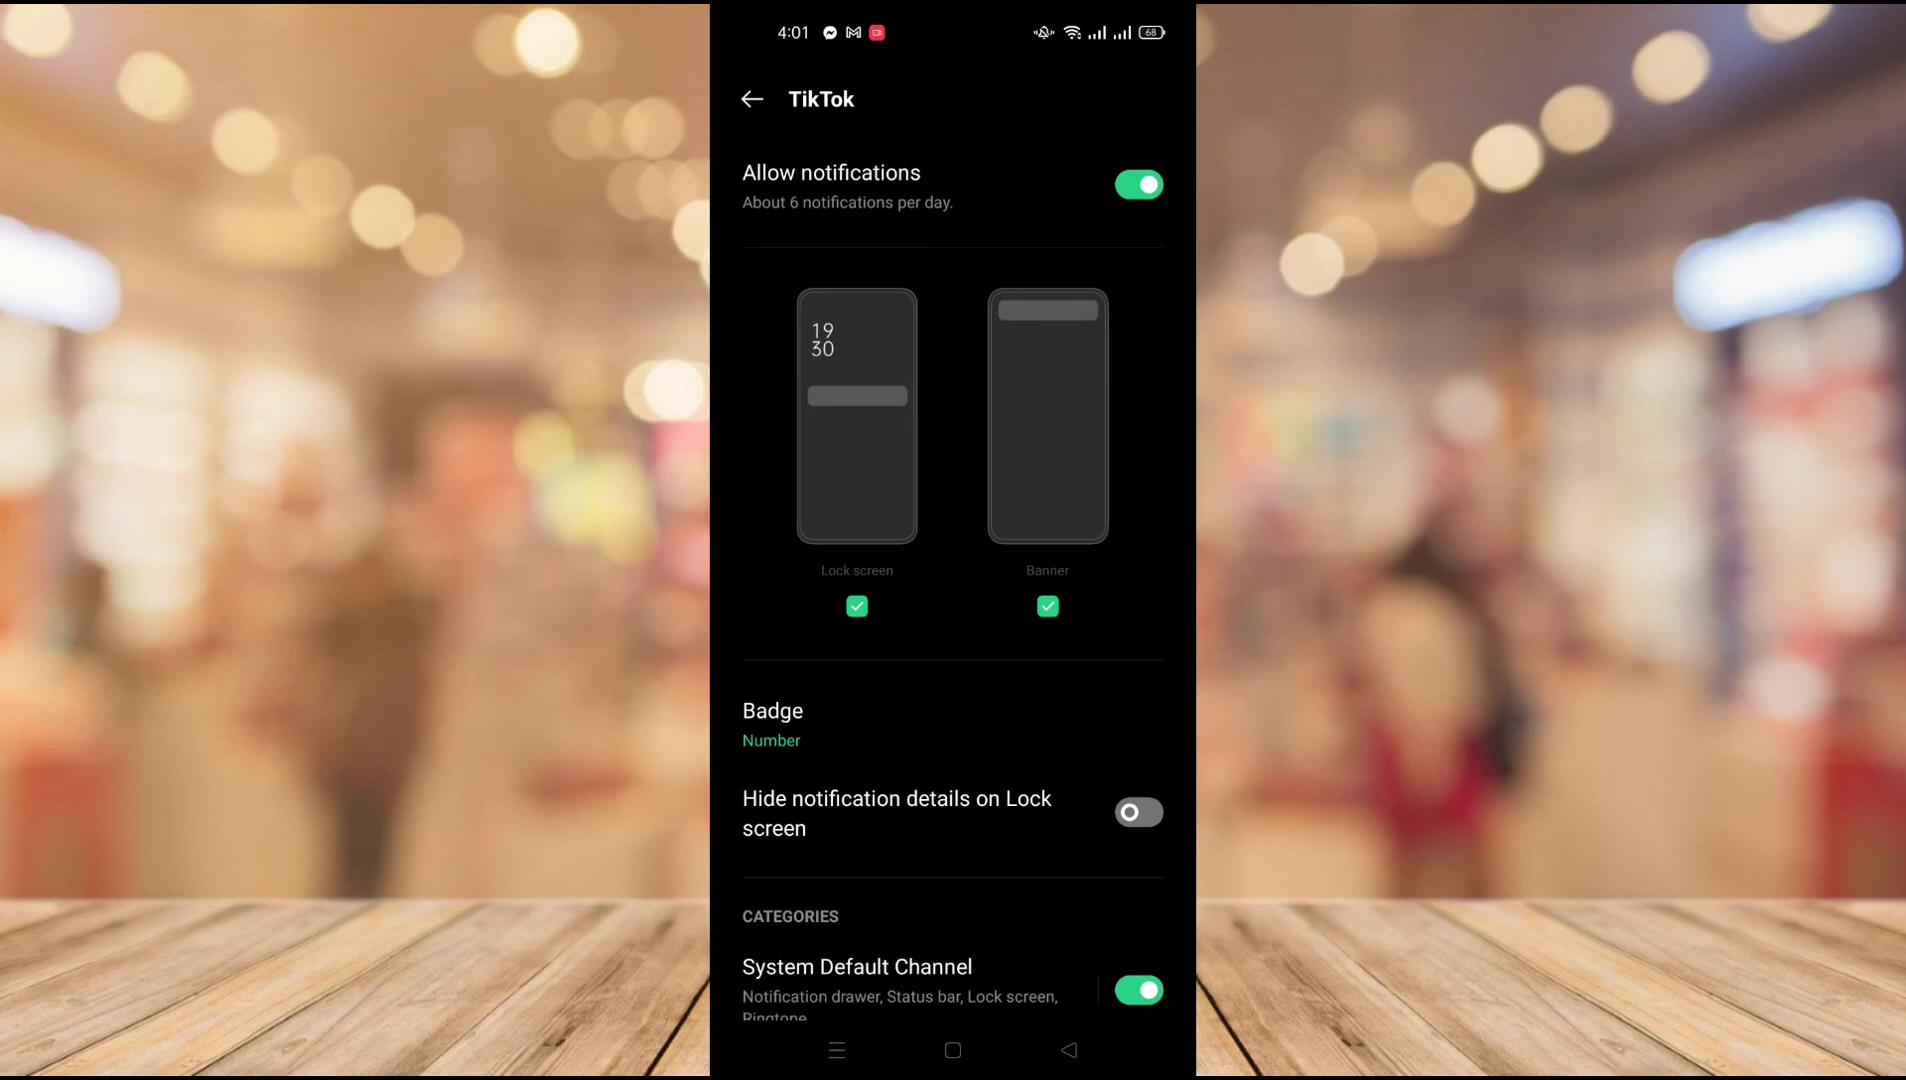 4:01
68
TikTok
Allow notifications
About 6 notifications per day.
19
30
Lock screen
Banner
Badge
Number
Hide notification details on Lock
screen
CATEGORIES
System Default Channel
Notification drawer, Status bar, Lock screen,
Ringtone